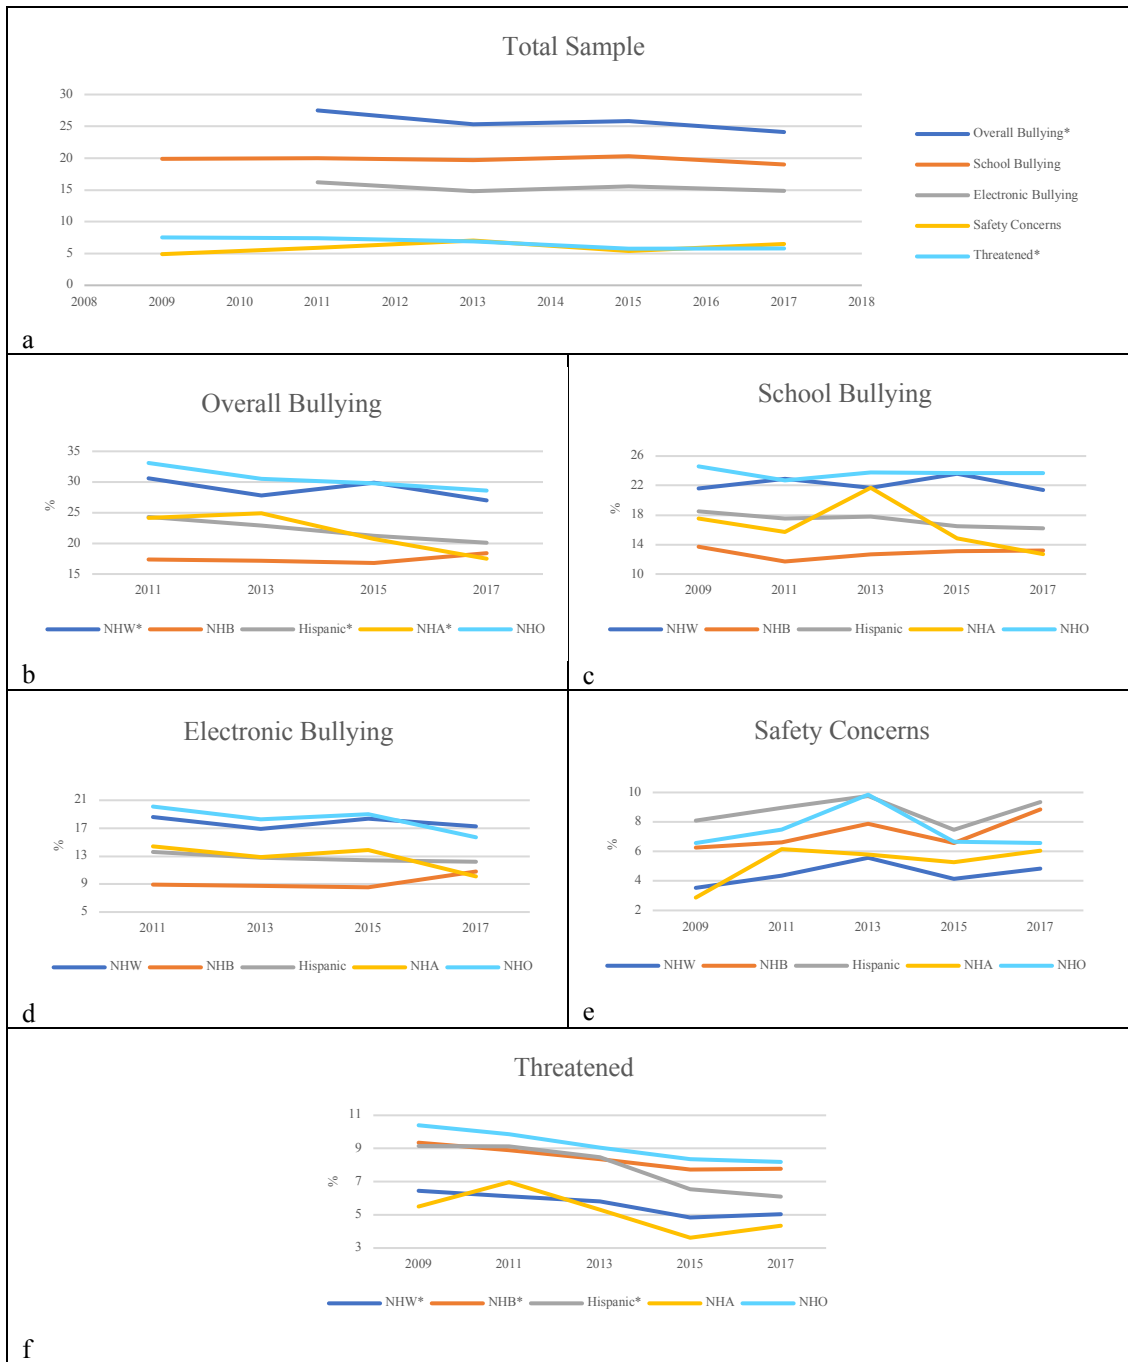 Total Sample
30
25
20
15
10
5
0
2008 2009 2010 2011 2012 2013 2014 2015 2016 2017 2018
Overall Bullying*
School Bullying
Electronic Bullying
Safety Concerns
Threatened*
a
Overall Bullying
35
30
25
20
15
%
2011 2013 2015 2017
NHW* NHB Hispanic* NHA* NHO
b
School Bullying
26
22
18
14
10
%
2009 2011 2013 2015 2017
NHW NHB Hispanic NHA NHO
c
Electronic Bullying
21
17
13
9
5
%
2011 2013 2015 2017
NHW NHB Hispanic NHA NHO
d
Safety Concerns
10
8
6
4
2
%
2009 2011 2013 2015 2017
NHW NHB Hispanic NHA NHO
e
Threatened
11
9
7
5
3
%
2009 2011 2013 2015 2017
NHW* NHB* Hispanic* NHA NHO
f